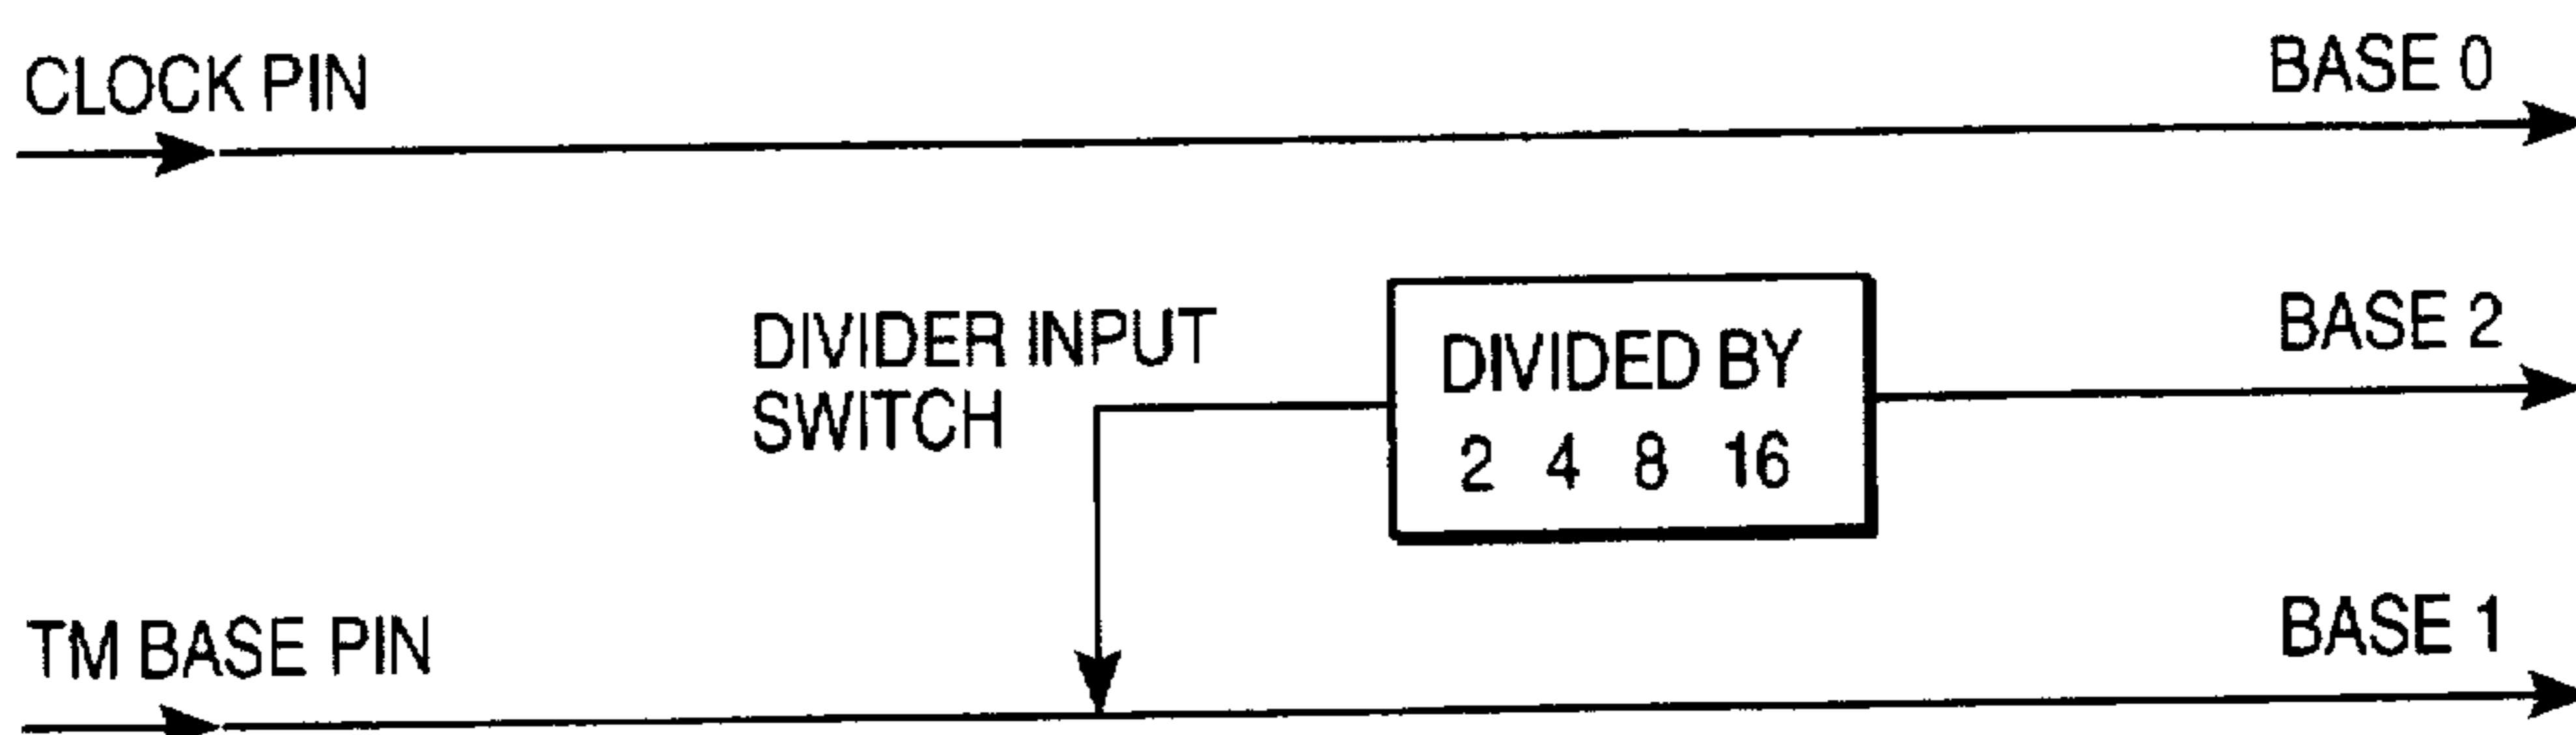 CLOCK PIN
BASE 0
DIVIDER INPUT
SWITCH
DIVIDED BY
2 4 8 16
BASE 2
TM BASE PIN
BASE 1